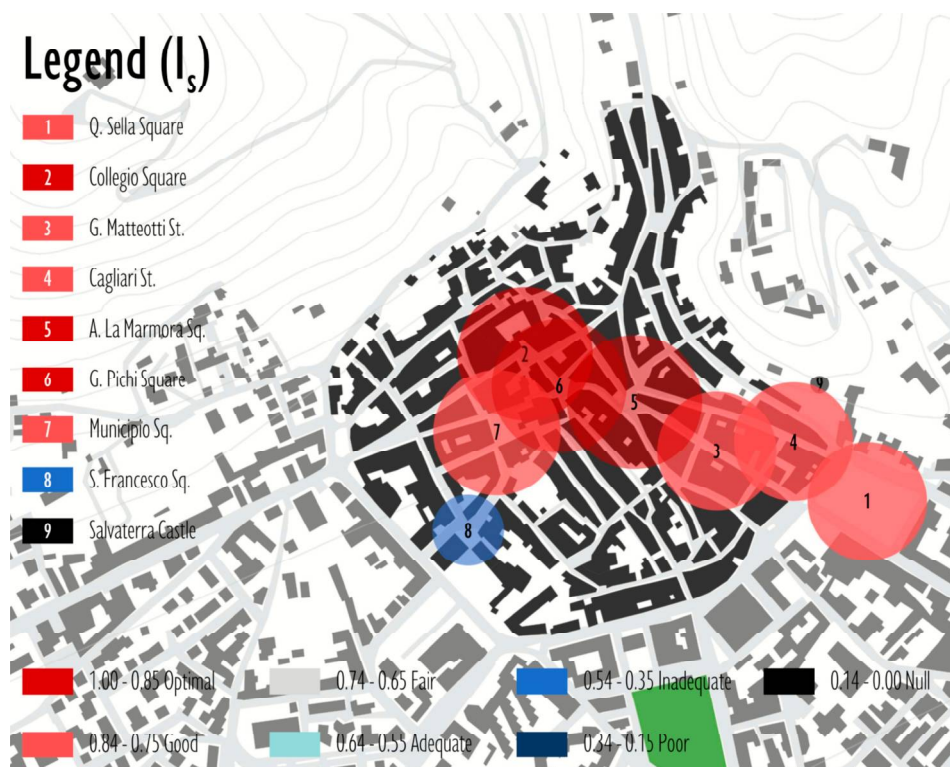 Legend (Is)
1 Q. Sella Square
2 Collegio Square
3 G. Matteotti St.
4 Cagliari St.
5 A. La Marmora Sq.
6 G. Pichi Square
7 Municipio Sq.
8 S. Francesco Sq.
9 Salvaterra Castle
9
2
6
5
7
3
4
1
8
1.00 - 0.85 Optimal
0.74 - 0.65 Fair
0.54 - 0.35 Inadequate
0.14 - 0.00 Null
0.84 - 0.75 Good
0.64 - 0.55 Adequate
0.34 - 0.15 Poor